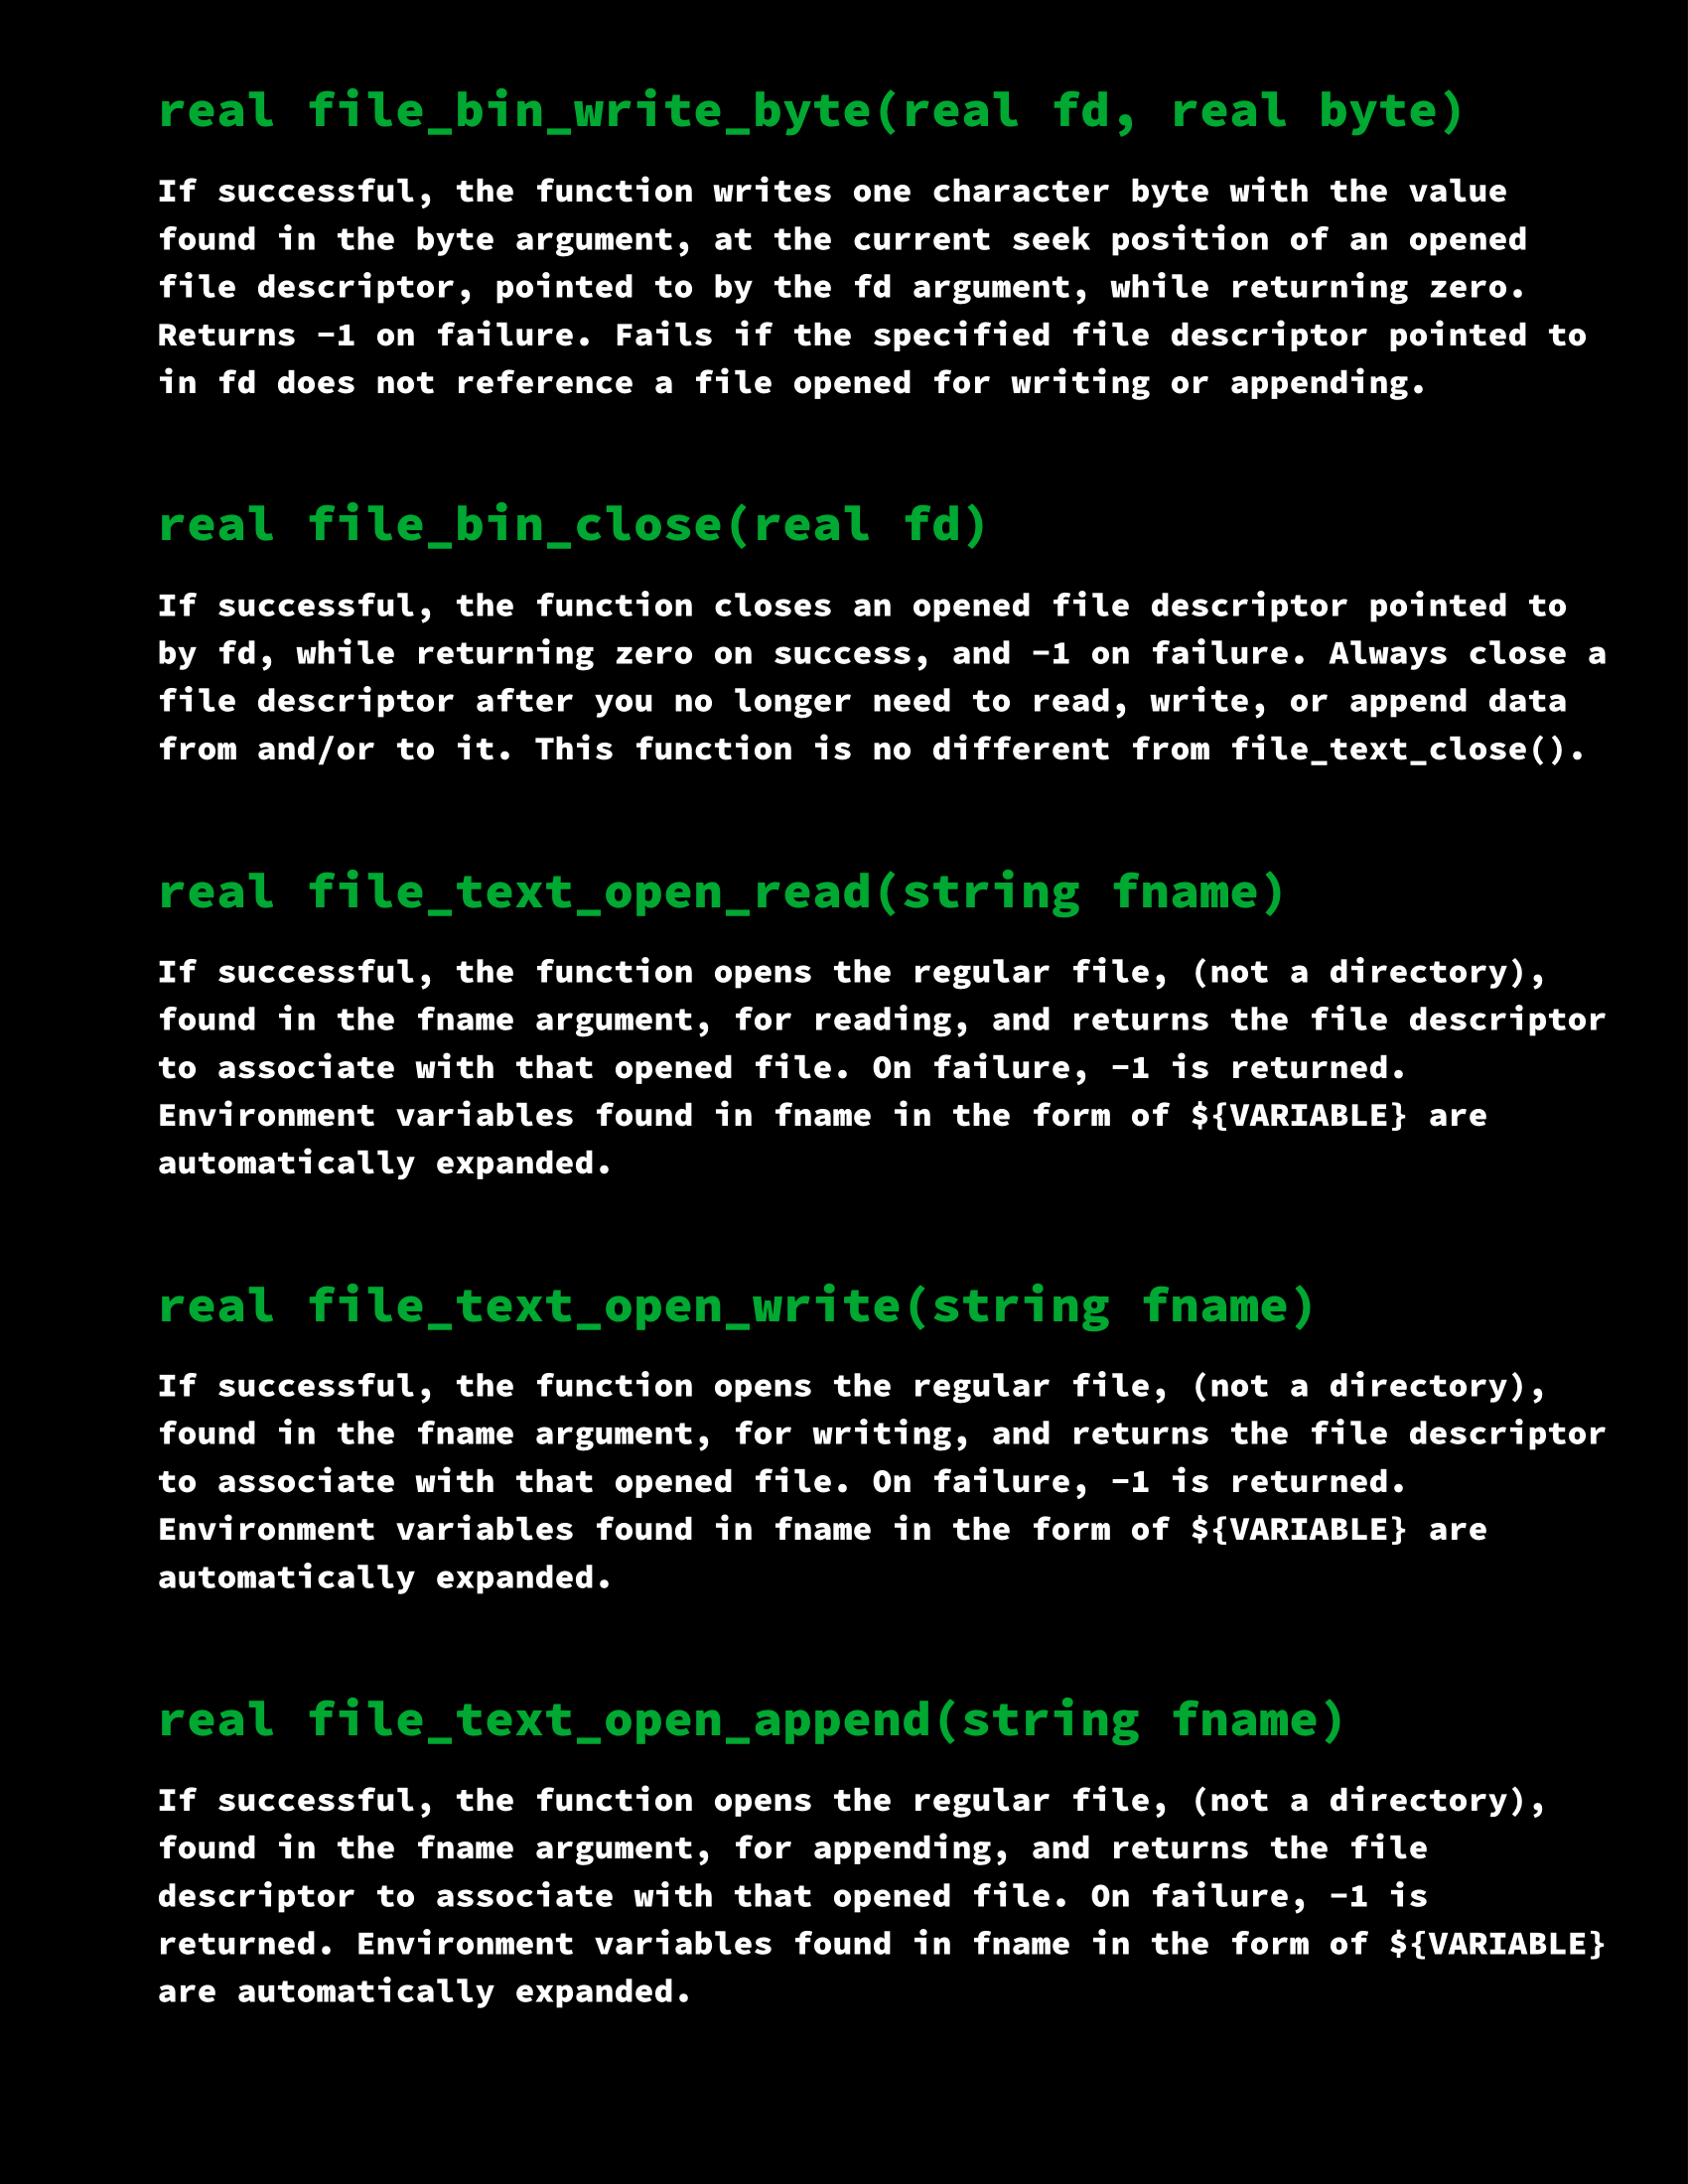 real file_bin_write_byte(real fd, real byte)
If successful, the function writes one character byte with the value
found in the byte argument, at the current seek position of an opened
file descriptor, pointed to by the fd argument, while returning zero.
Returns -1 on failure. Fails if the specified file descriptor pointed to
in fd does not reference a file opened for writing or appending.
real file_bin_close(real fd)
If successful, the function closes an opened file descriptor pointed to
by fd, while returning zero on success, and -1 on failure. Always close a
file descriptor after you no longer need to read, write, or append data
from and/or to it. This function is no different from file_text_close().
real file_text_open_read(string fname)
If successful, the function opens the regular file, (not a directory),
found in the fname argument, for reading, and returns the file descriptor
to associate with that opened file. On failure, -1 is returned.
Environment variables found in fname in the form of ${VARIABLE} are
automatically expanded.
real file_text_open_write(string fname)
If successful, the function opens the regular file, (not a directory),
found in the fname argument, for writing, and returns the file descriptor
to associate with that opened file. On failure, -1 is returned.
Environment variables found in fname in the form of ${VARIABLE} are
automatically expanded.
real file_text_open_append(string fname)
If successful, the function opens the regular file, (not a directory),
found in the fname argument, for appending, and returns the file
descriptor to associate with that opened file. On failure, -1 is
returned. Environment variables found in fname in the form of ${VARIABLE}
are automatically expanded.